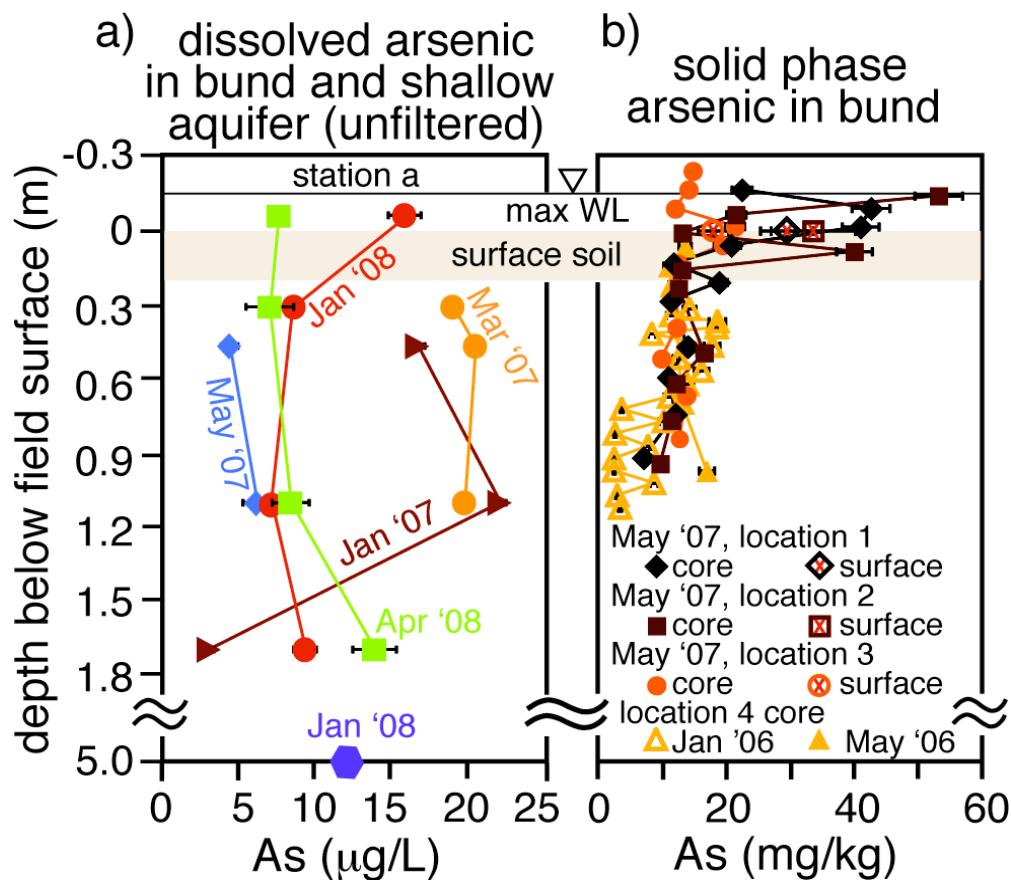 a)
dissolved arsenic
in bund and shallow
aquifer (unfiltered)
b)
solid phase
arsenic in bund
depth below field surface (m)
-0.3
0
0.3
0.6
0.9
1.2
1.5
1.8
5.0
station a
max WL
surface soil
Jan ‘08
Mar ‘07
May ‘07
Jan ‘07
Apr ‘08
Jan ‘08
0 5 10 15 20 25
As (μg/L)
May ‘07, location 1
core surface
May ‘07, location 2
core surface
May ‘07, location 3
core surface
location 4 core
Jan ’06 May ‘06
0 20 40 60
As (mg/kg)